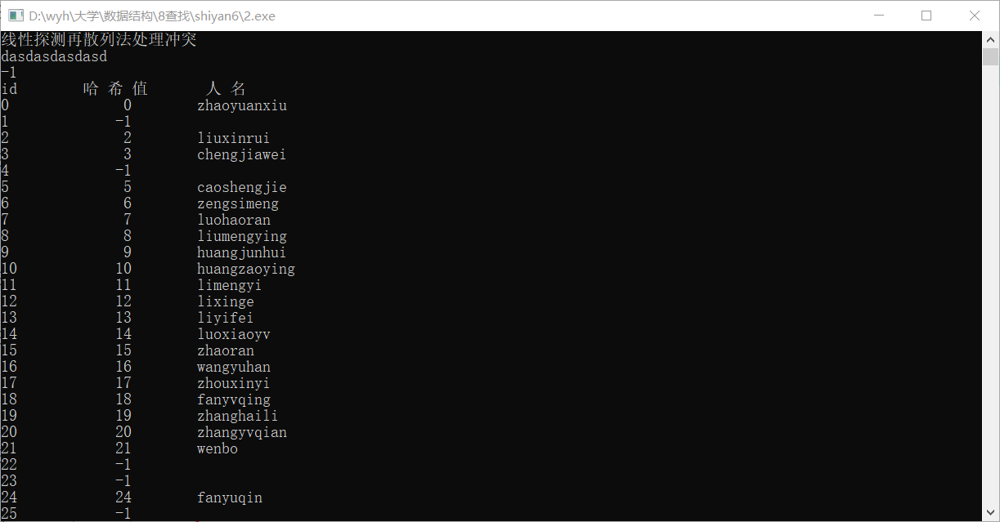 D:\wyh\大学\数据结构\8查找\shiyan6\2.exe
线性探测再散列法处理冲突
dasdasdasdasd
-1
id 哈 希 值 人 名
0 0 zhaoyuanxiu
1 -1
2 2 liuxinrui
3 3 chengjiawei
4 -1
5 5 caoshengjie
6 6 zengsimeng
7 7 luohaoran
8 8 liumengying
9 9 huangjunhui
10 10 huangzaoying
11 11 limengyi
12 12 lixinge
13 13 liyifei
14 14 luoxiaoyv
15 15 zhaoran
16 16 wangyuhan
17 17 zhouxinyi
18 18 fanyvqing
19 19 zhanghaili
20 20 zhangyvqian
21 21 wenbo
22 -1
23 -1
24 24 fanyuqin
25 -1